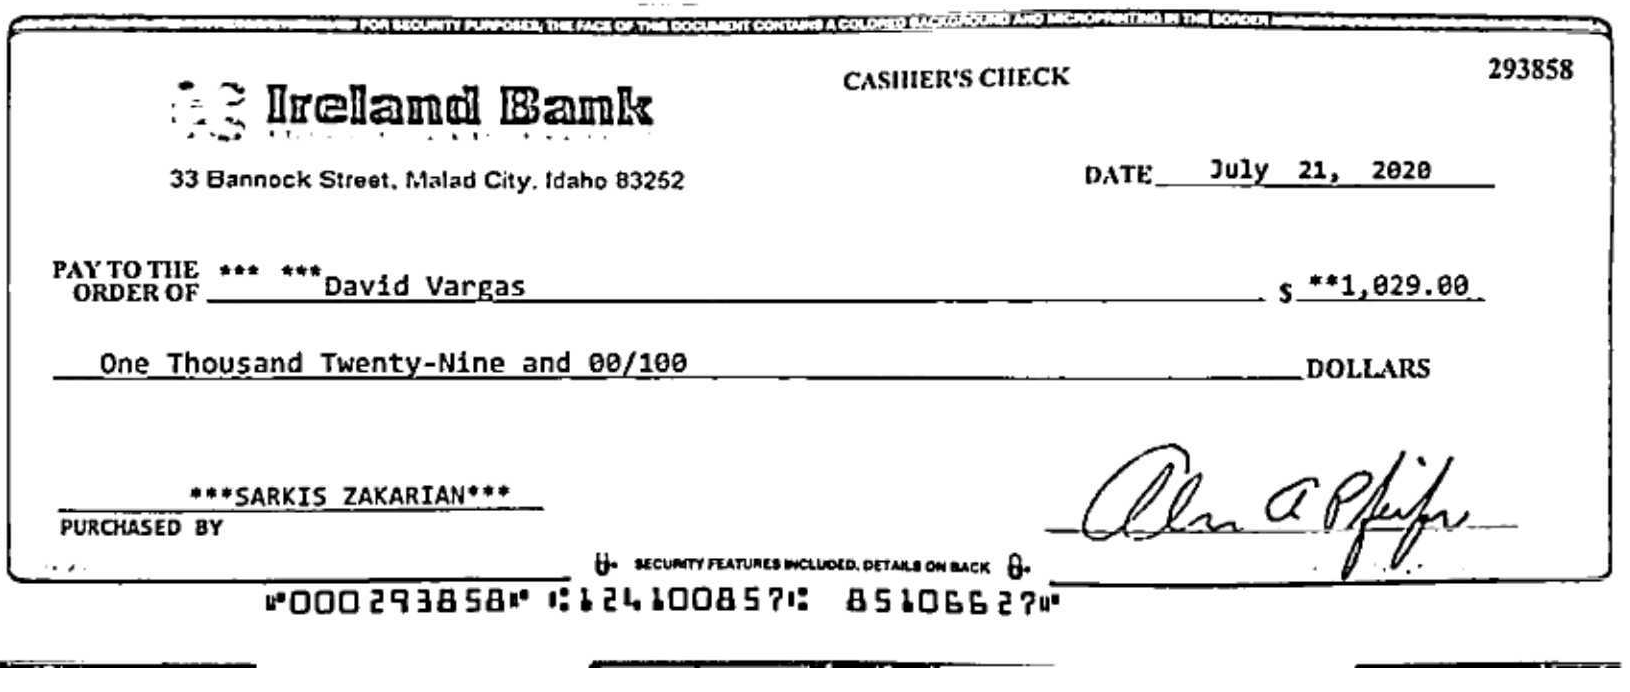 FOR SECURITY PURPOSES, THE FACE OF THIS DOCUMENT CONTAINS A COLORED BACKGROUND AND MICROPRINTING IN THE BORDER
293858
CASHIER'S CHECK
Ireland Bank
33 Bannock Street, Malad City, Idaho 83252
DATE July 21, 2020
PAY TO THE ORDER OF *** *** David Vargas $ **1,029.00
One Thousand Twenty-Nine and 00/100 DOLLARS
***SARKIS ZAKARIAN***
PURCHASED BY
Alan A Pfeifer
SECURITY FEATURES INCLUDED. DETAILS ON BACK
⑈000293858⑈ ⑆124100857⑆ 85106627⑈